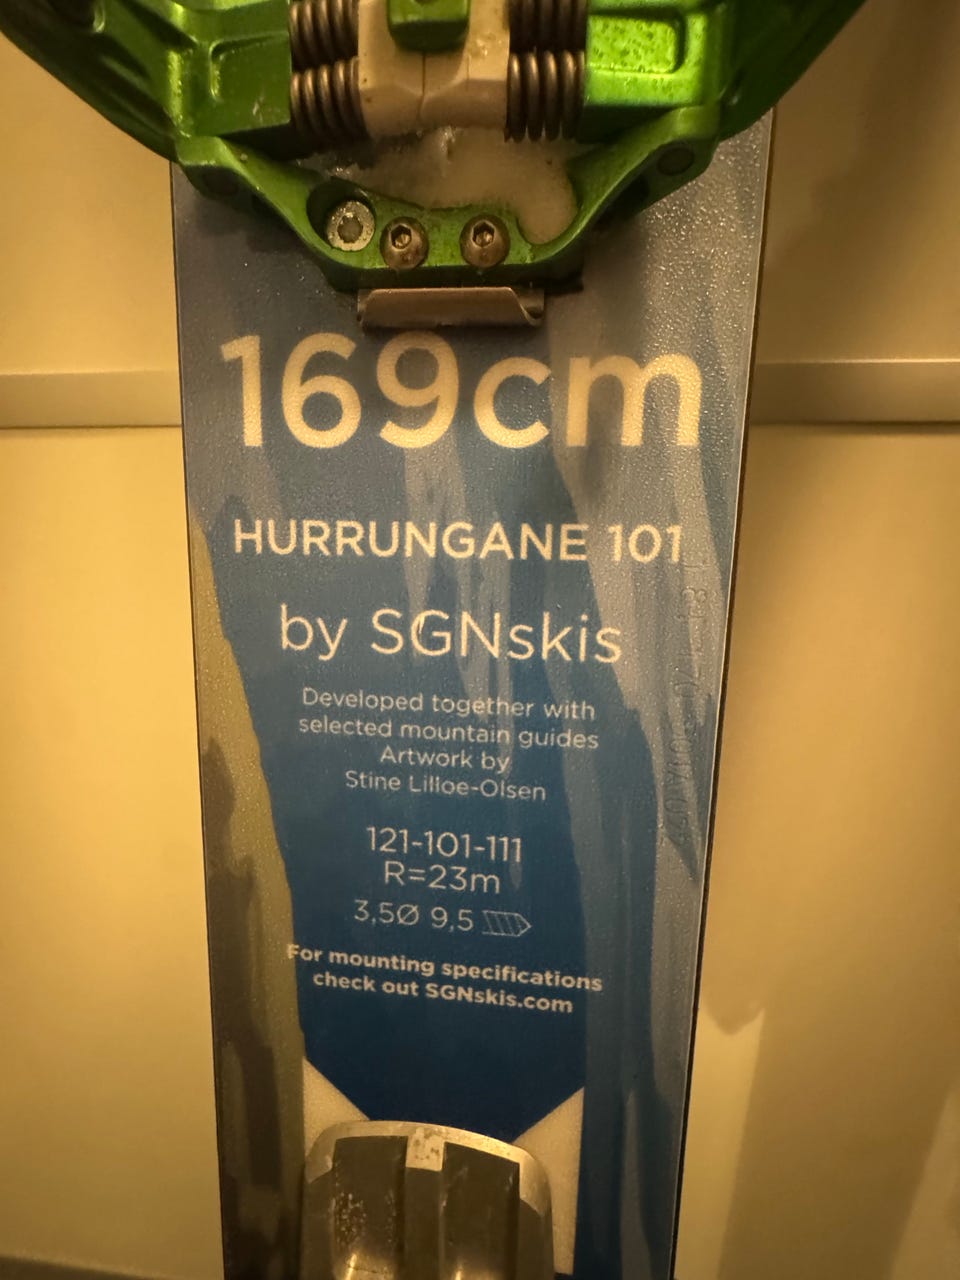 169cm
HURRUNGANE 101
by SGNskis
Developed together with
selected mountain guides
Artwork by
Stine Lilloe-Olsen
121-101-111
R=23m
3,5Ø 9,5
For mounting specifications
check out SGNskis.com